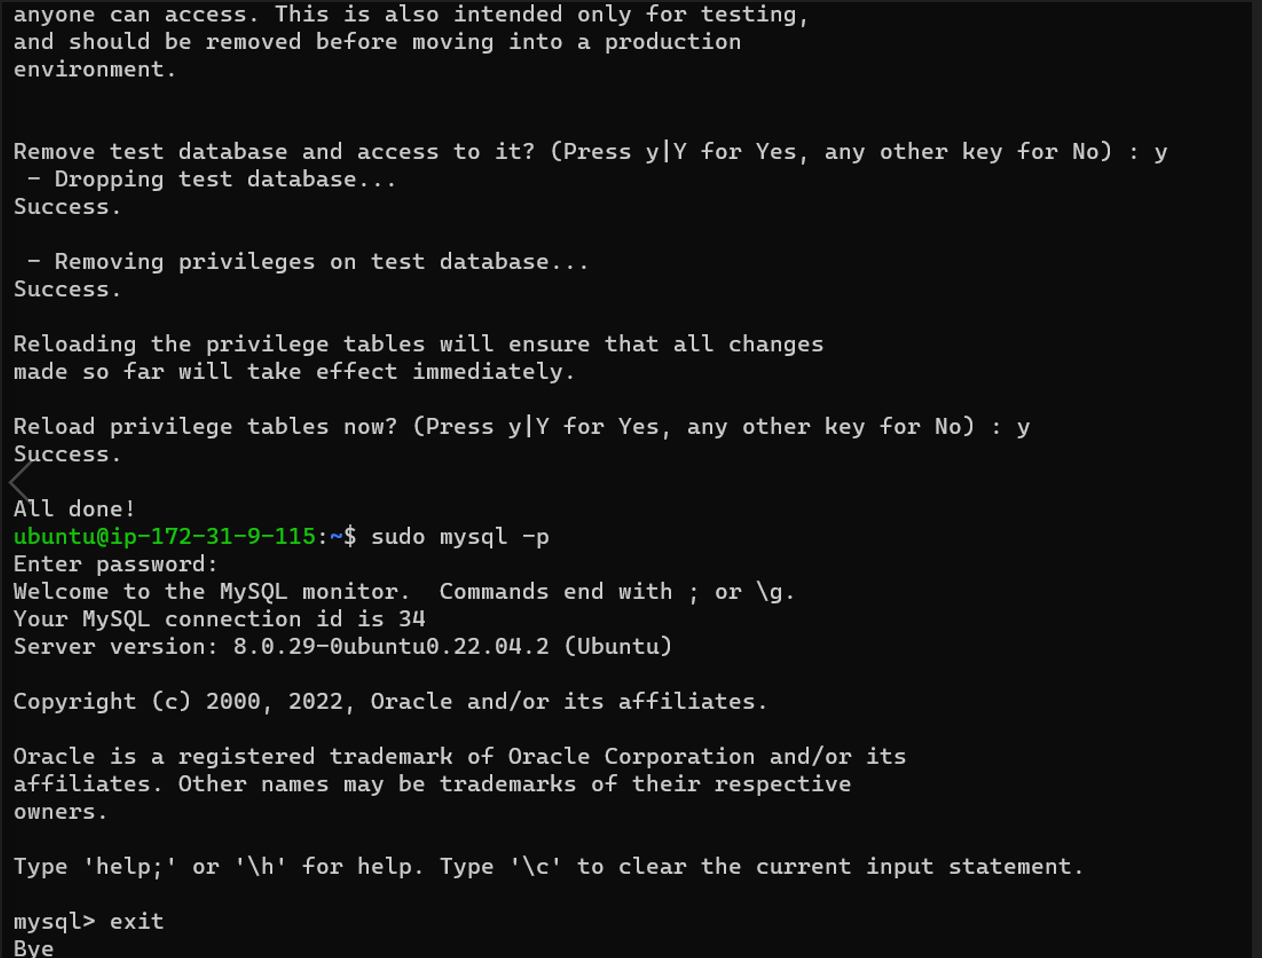 anyone can access. This is also intended only for testing,
and should be removed before moving into a production
environment.
Remove test database and access to it? (Press y|Y for Yes, any other key for No) : y
 - Dropping test database...
Success.
 - Removing privileges on test database...
Success.
Reloading the privilege tables will ensure that all changes
made so far will take effect immediately.
Reload privilege tables now? (Press y|Y for Yes, any other key for No) : y
Success.
All done!
ubuntu@ip-172-31-9-115:~$ sudo mysql -p
Enter password:
Welcome to the MySQL monitor.  Commands end with ; or \g.
Your MySQL connection id is 34
Server version: 8.0.29-0ubuntu0.22.04.2 (Ubuntu)
Copyright (c) 2000, 2022, Oracle and/or its affiliates.
Oracle is a registered trademark of Oracle Corporation and/or its
affiliates. Other names may be trademarks of their respective
owners.
Type 'help;' or '\h' for help. Type '\c' to clear the current input statement.
mysql> exit
Bye